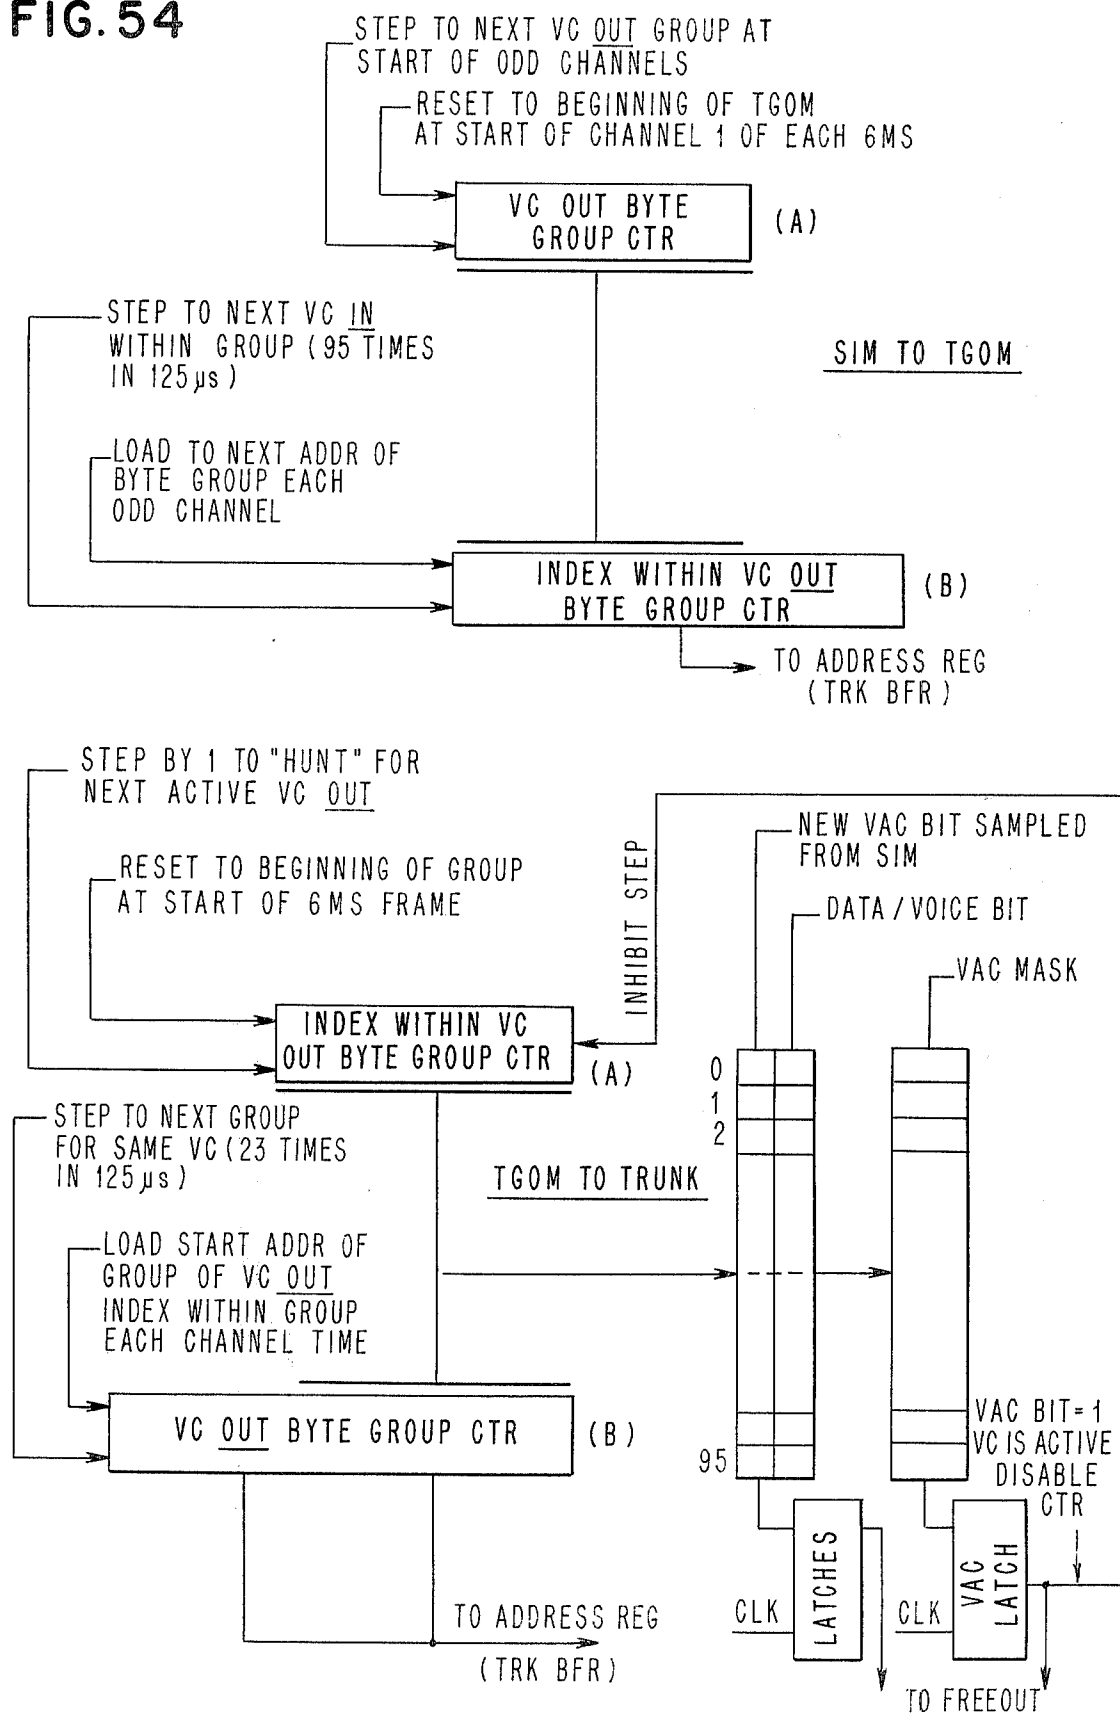 FIG. 54
STEP TO NEXT VC OUT GROUP AT
START OF ODD CHANNELS
RESET TO BEGINNING OF TGOM
AT START OF CHANNEL 1 OF EACH 6MS
VC OUT BYTE
GROUP CTR
(A)
STEP TO NEXT VC IN
WITHIN GROUP (95 TIMES
IN 125µs)
SIM TO TGOM
LOAD TO NEXT ADDR OF
BYTE GROUP EACH
ODD CHANNEL
INDEX WITHIN VC OUT
BYTE GROUP CTR
(B)
TO ADDRESS REG
(TRK BFR)
STEP BY 1 TO "HUNT" FOR
NEXT ACTIVE VC OUT
RESET TO BEGINNING OF GROUP
AT START OF 6MS FRAME
INHIBIT STEP
NEW VAC BIT SAMPLED
FROM SIM
DATA/VOICE BIT
VAC MASK
INDEX WITHIN VC
OUT BYTE GROUP CTR
(A)
0
1
2
STEP TO NEXT GROUP
FOR SAME VC (23 TIMES
IN 125µs)
TGOM TO TRUNK
LOAD START ADDR OF
GROUP OF VC OUT
INDEX WITHIN GROUP
EACH CHANNEL TIME
VC OUT BYTE GROUP CTR
(B)
95
VAC BIT=1
VC IS ACTIVE
DISABLE
CTR
LATCHES
CLK
VAC
LATCH
CLK
TO ADDRESS REG
(TRK BFR)
TO FREEOUT